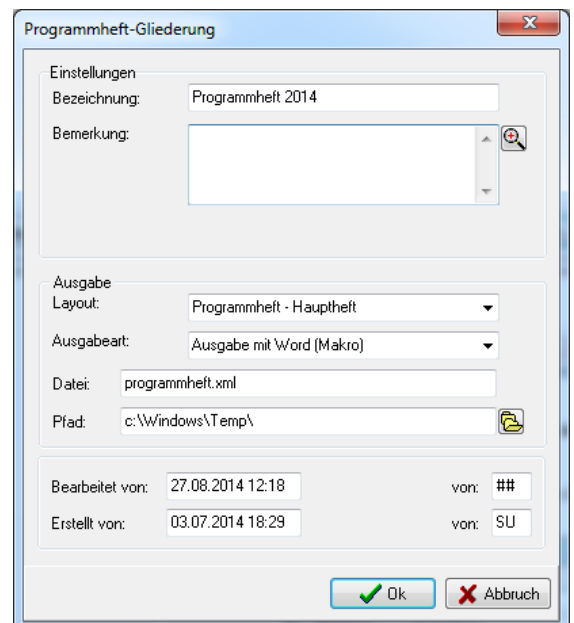 Programmheft-Gliederung
Einstellungen
Bezeichnung: Programmheft 2014
Bemerkung:
Ausgabe
Layout: Programmheft - Hauptheft
Ausgabeart: Ausgabe mit Word (Makro)
Datei: programmheft.xml
Pfad: c:\Windows\Temp\
Bearbeitet von: 27.08.2014 12:18 von: ##
Erstellt von: 03.07.2014 18:29 von: SU
Ok Abbruch